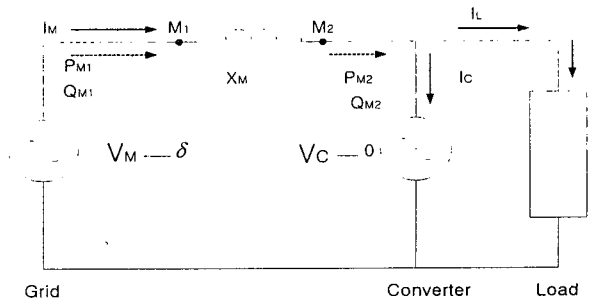 IM M1 M2 IL
PM1 XM PM2 IC
QM1 QM2
VM — δ VC — 0
Grid Converter Load